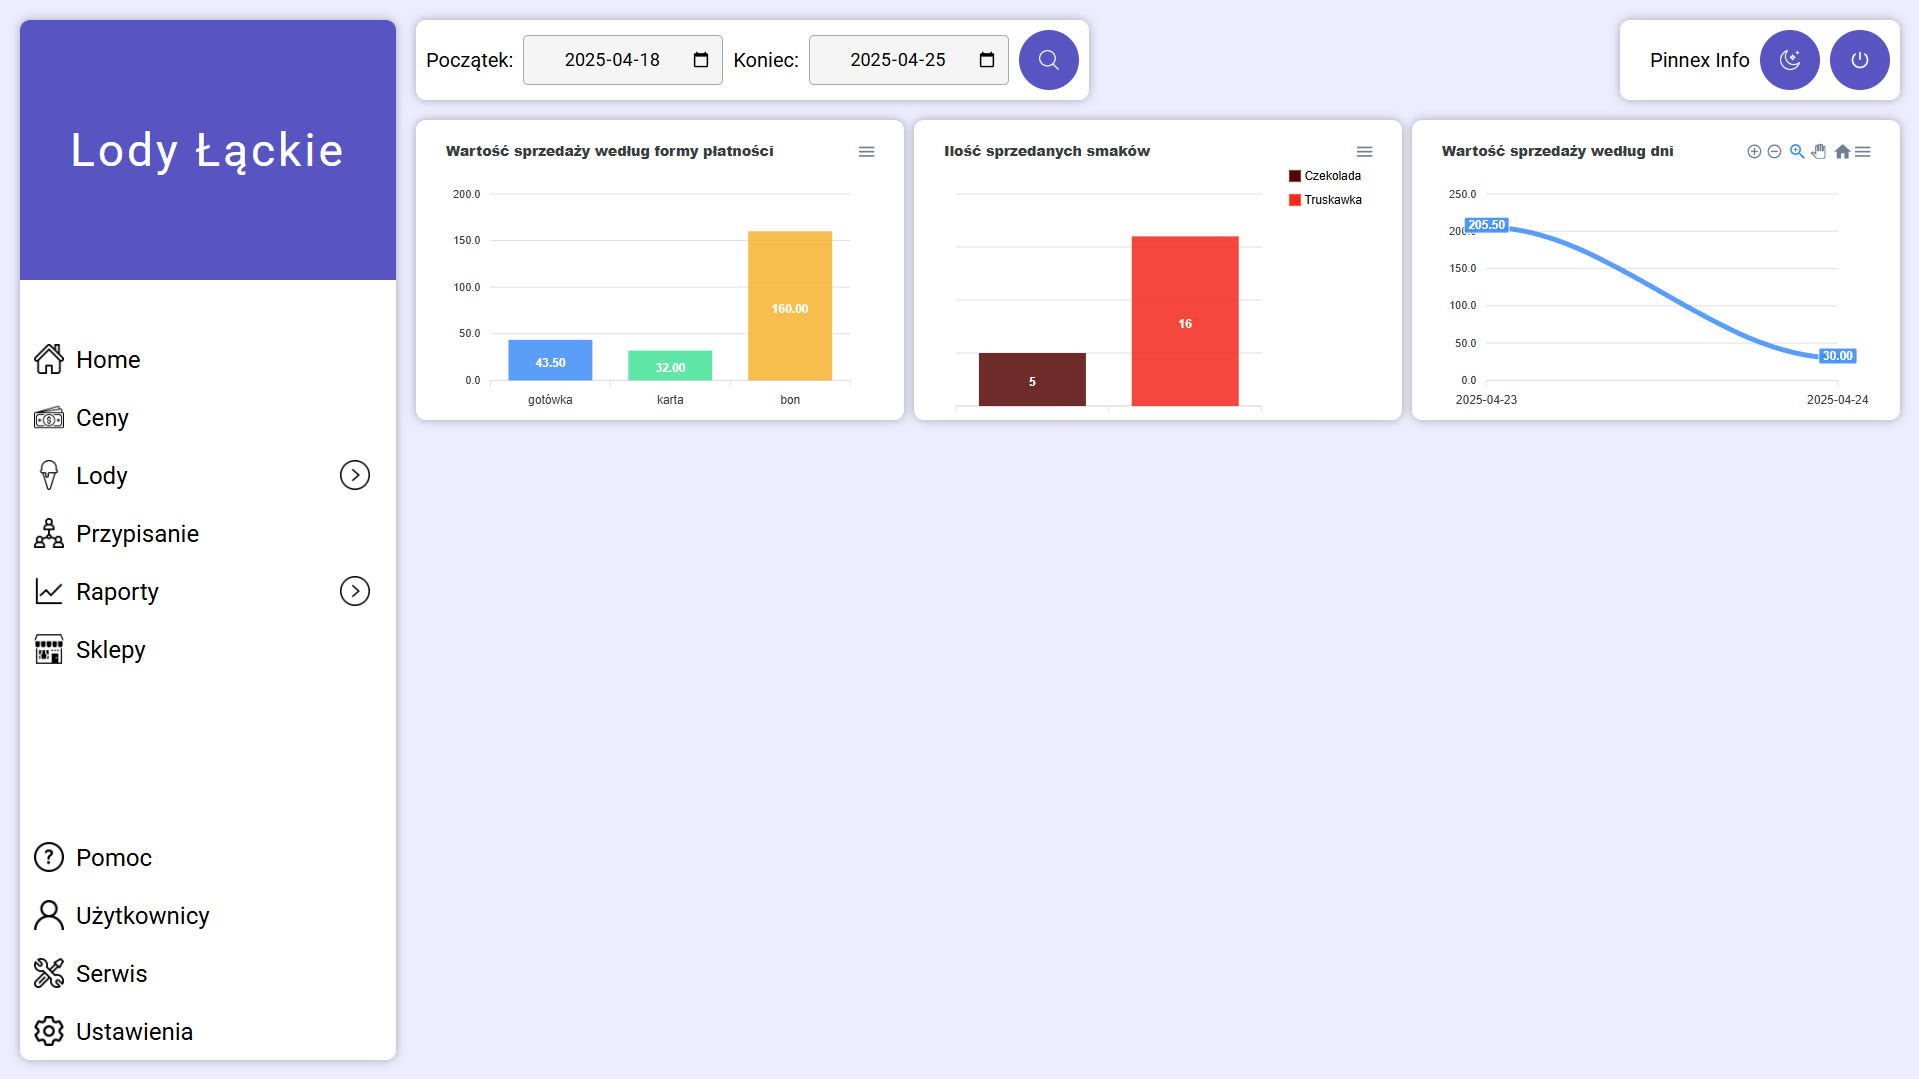 Lody Łąckie
Home
Ceny
Lody
Przypisanie
Raporty
Sklepy
Pomoc
Użytkownicy
Serwis
Ustawienia
Początek: 2025-04-18 Koniec: 2025-04-25
Pinnex Info
Wartość sprzedaży według formy płatności
200.0
150.0
100.0
50.0
0.0
43.50
32.00
160.00
gotówka karta bon
Ilość sprzedanych smaków
Czekolada
Truskawka
5
16
Wartość sprzedaży według dni
250.0
150.0
100.0
50.0
0.0
205.50
30.00
2025-04-23 2025-04-24